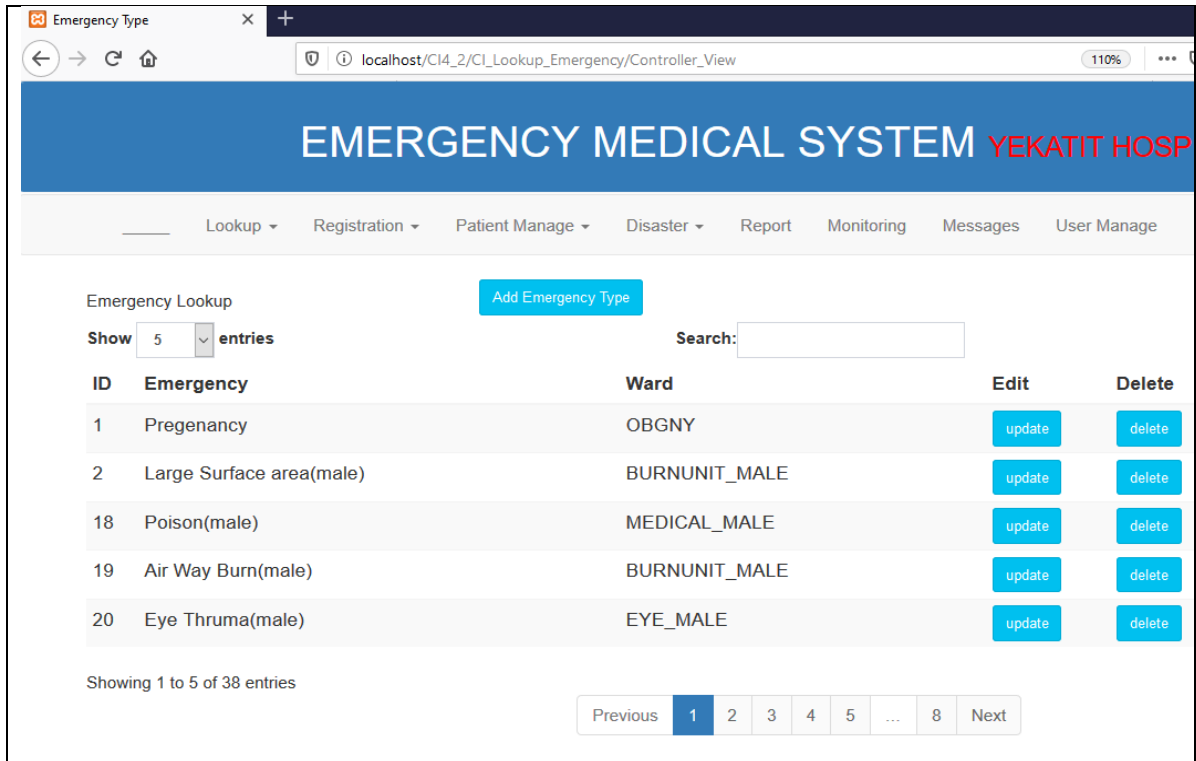 Emergency Type
localhost/CI4_2/CI_Lookup_Emergency/Controller_View 110%
EMERGENCY MEDICAL SYSTEM YEKATIT HOSP
Lookup Registration Patient Manage Disaster Report Monitoring Messages User Manage
Emergency Lookup Add Emergency Type
Show 5 entries Search:
ID Emergency Ward Edit Delete
1 Pregenancy OBGNY update delete
2 Large Surface area(male) BURNUNIT_MALE update delete
18 Poison(male) MEDICAL_MALE update delete
19 Air Way Burn(male) BURNUNIT_MALE update delete
20 Eye Thruma(male) EYE_MALE update delete
Showing 1 to 5 of 38 entries
Previous 1 2 3 4 5 … 8 Next